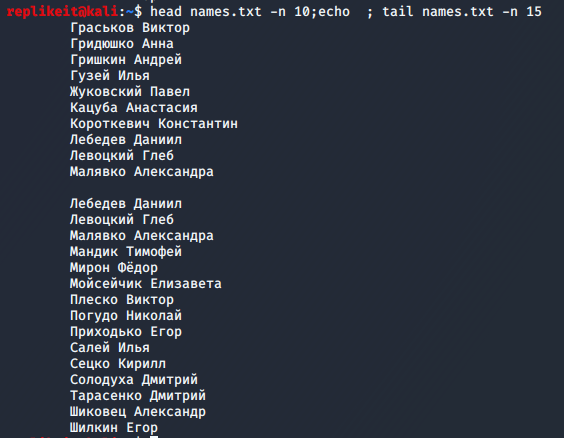 replikeit@kali:~$ head names.txt -n 10;echo  ; tail names.txt -n 15
Граськов Виктор
Гридюшко Анна
Гришкин Андрей
Гузей Илья
Жуковский Павел
Кацуба Анастасия
Короткевич Константин
Лебедев Даниил
Левоцкий Глеб
Малявко Александра
Лебедев Даниил
Левоцкий Глеб
Малявко Александра
Мандик Тимофей
Мирон Фёдор
Мойсейчик Елизавета
Плеско Виктор
Погудо Николай
Приходько Егор
Салей Илья
Сецко Кирилл
Солодуха Дмитрий
Тарасенко Дмитрий
Шиковец Александр
Шилкин Егор